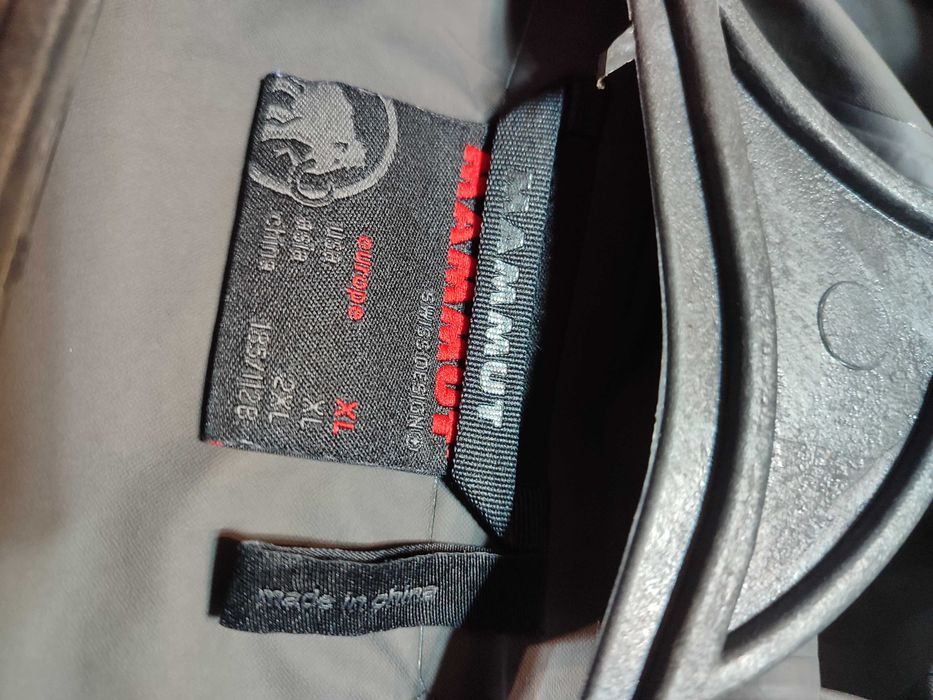 MAMMUT
MAMMUT
SWISS DESIGN
europe XL
usa XL
asia 2XL
china 185/112B
made in china